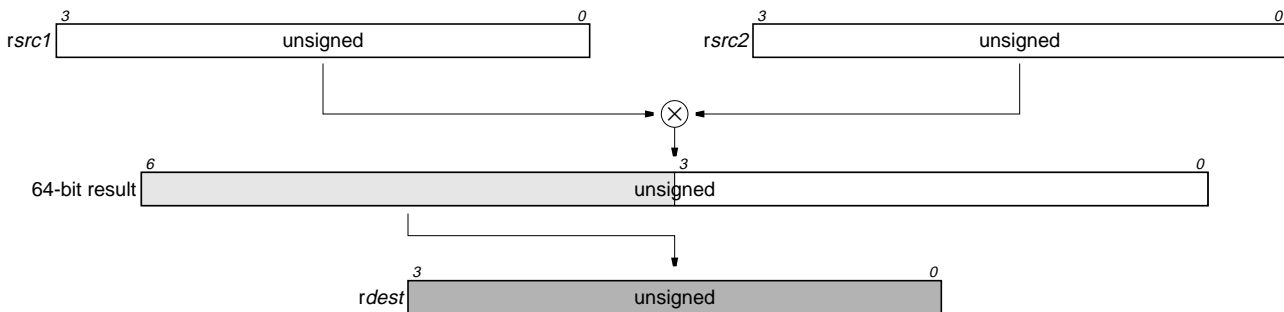 3 0 3 0
rsrc1 unsigned rsrc2 unsigned
6 3 0
64-bit result unsigned
3 0
rdest unsigned